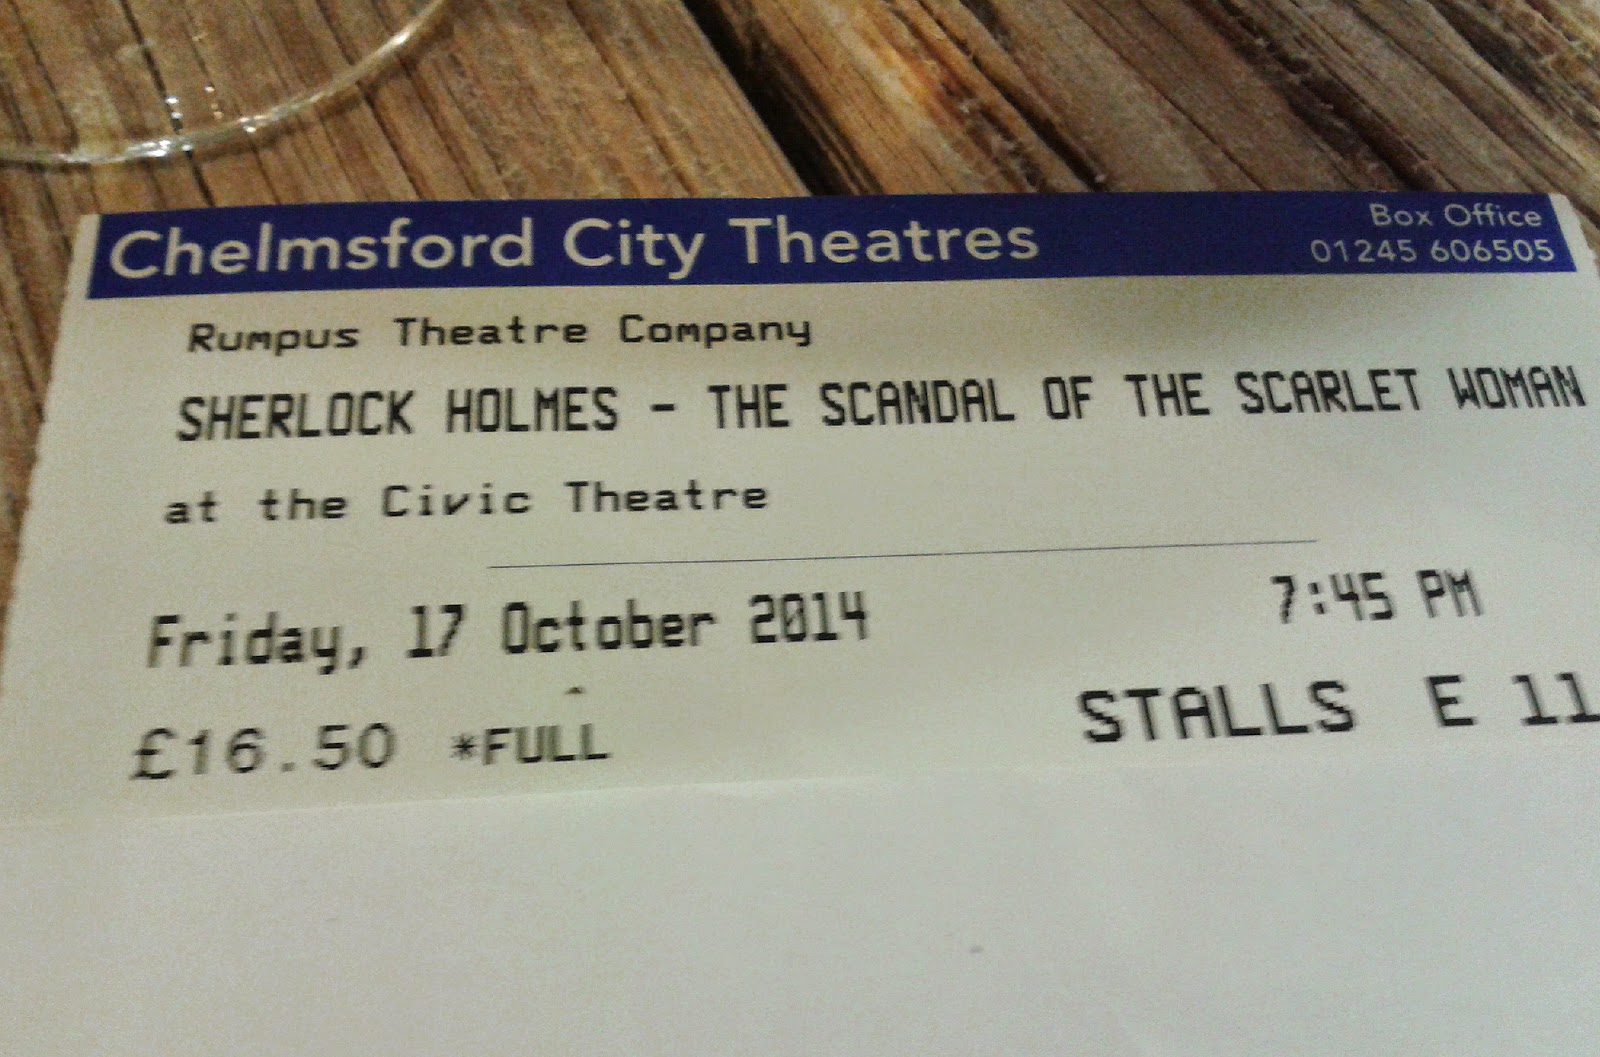 Chelmsford City Theatres
Box Office
01245 606505
Rumpus Theatre Company
SHERLOCK HOLMES - THE SCANDAL OF THE SCARLET WOMAN
at the Civic Theatre
Friday, 17 October 2014
7:45 PM
£16.50 *FULL
STALLS E 11